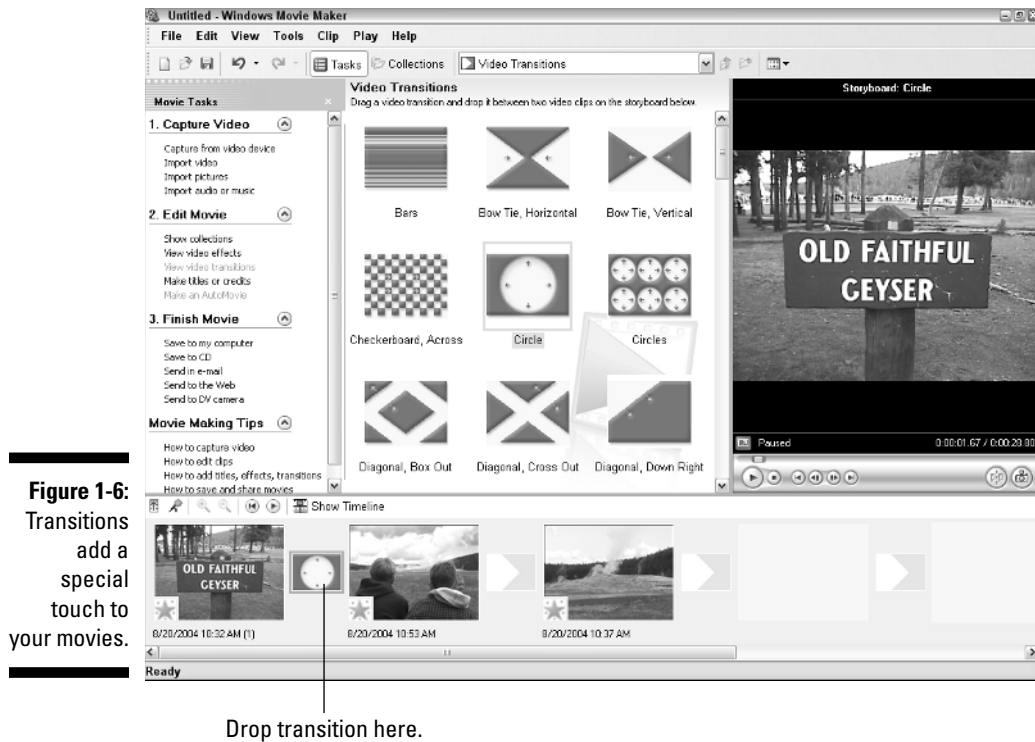 Untitled - Windows Movie Maker
File Edit View Tools Clip Play Help
Tasks Collections Video Transitions
Movie Tasks
1. Capture Video
Capture from video device
Import video
Import pictures
Import audio or music
2. Edit Movie
Show collections
View video effects
View video transitions
Make titles or credits
Make an AutoMovie
3. Finish Movie
Save to my computer
Save to CD
Send in e-mail
Send to the Web
Send to DV camera
Movie Making Tips
How to capture video
How to edit clips
How to add titles, effects, transitions
How to save and share movies
Video Transitions
Drag a video transition and drop it between two video clips on the storyboard below.
Bars
Bow Tie, Horizontal
Bow Tie, Vertical
Checkerboard, Across
Circle
Circles
Diagonal, Box Out
Diagonal, Cross Out
Diagonal, Down Right
Storyboard: Circle
OLD FAITHFUL
GEYSER
Paused
0:00:01.67 / 0:00:28.80
Show Timeline
OLD FAITHFUL
GEYSER
8/20/2004 10:32 AM (1)
8/20/2004 10:53 AM
8/20/2004 10:37 AM
Ready
Figure 1-6:
Transitions
add a
special
touch to
your movies.
Drop transition here.